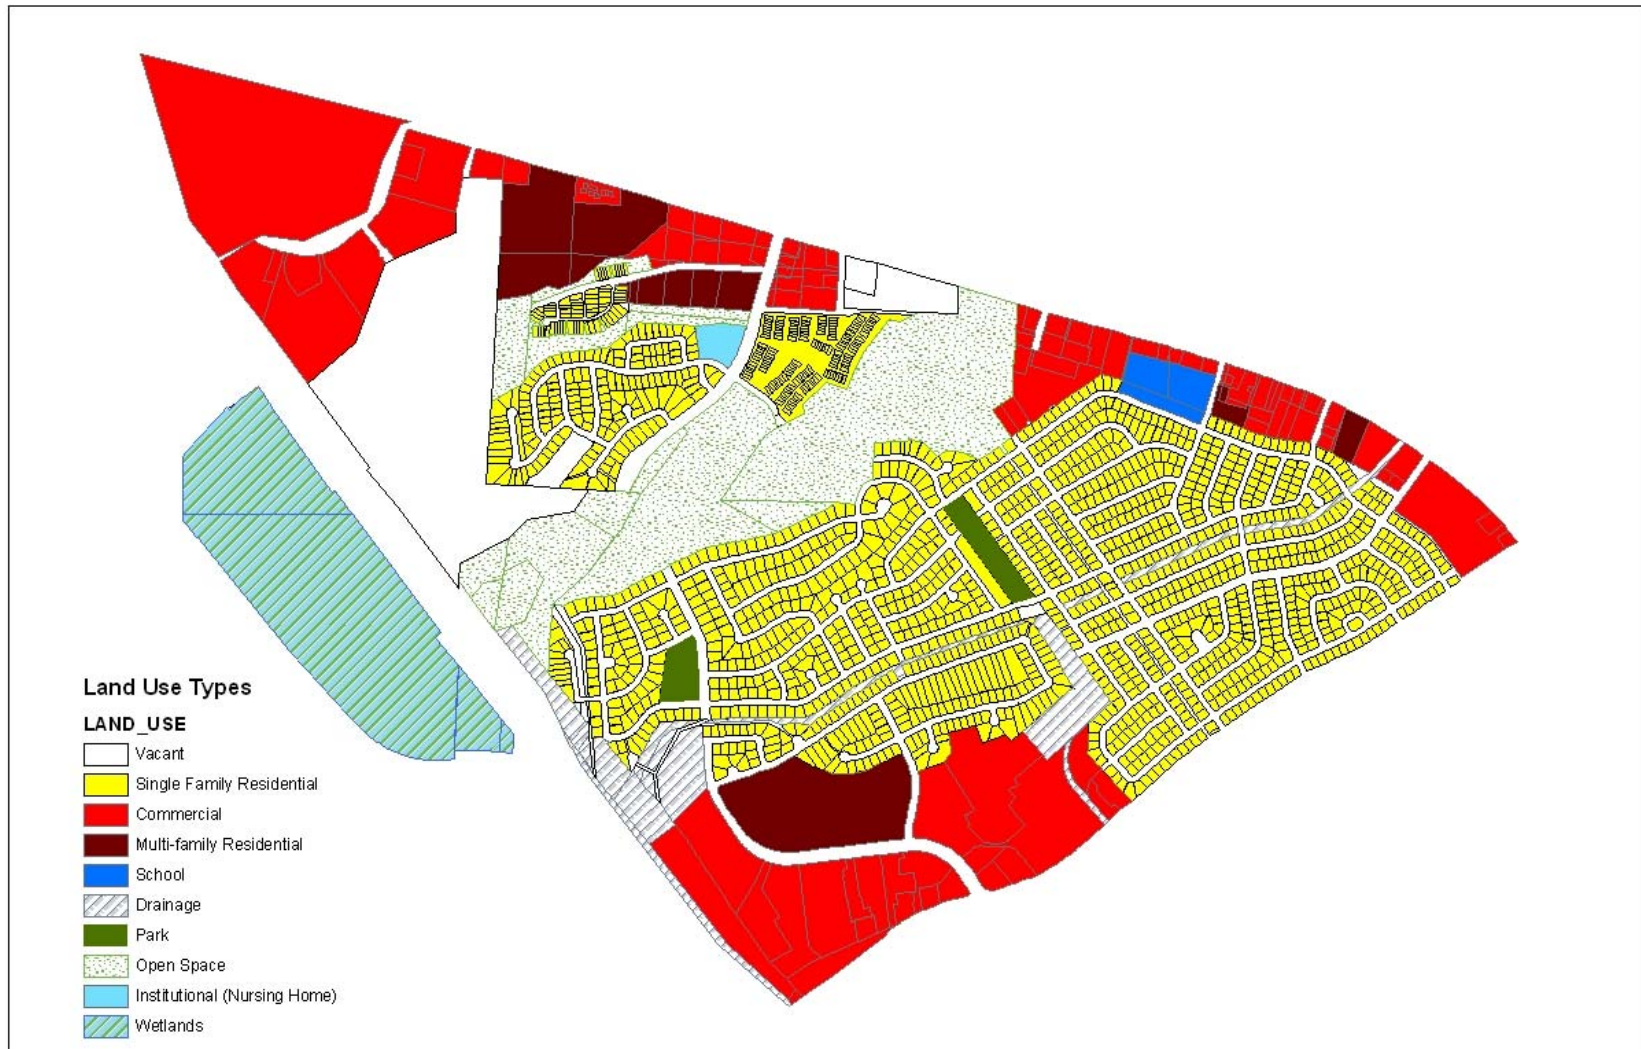 Land Use Types
LAND_USE
Vacant
Single Family Residential
Commercial
Multi-family Residential
School
Drainage
Park
Open Space
Institutional (Nursing Home)
Wetlands